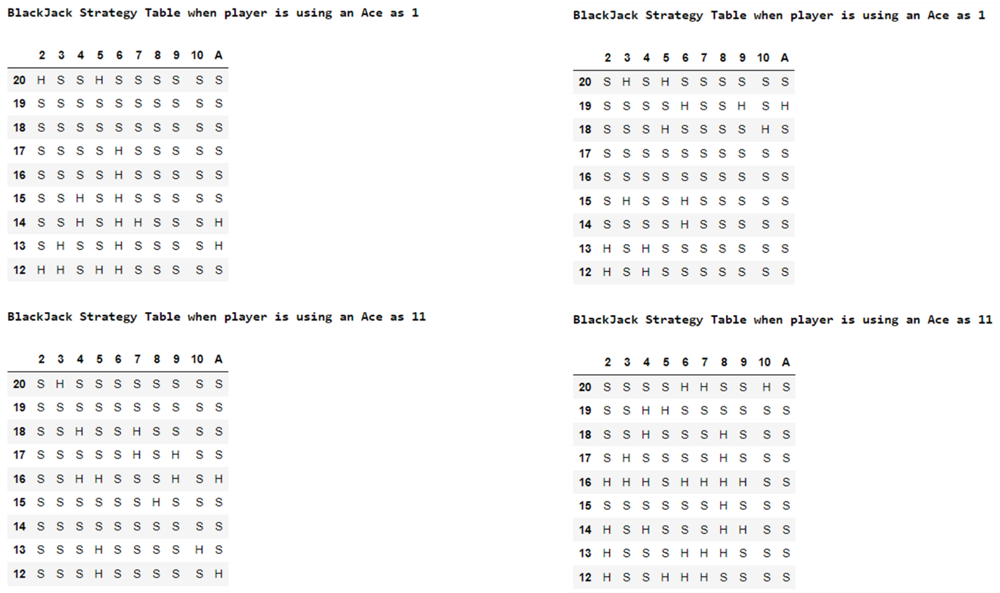 BlackJack Strategy Table when player is using an Ace as 1
2 3 4 5 6 7 8 9 10 A
20 H S S H S S S S S S
19 S S S S S S S S S S
18 S S S S S S S S S S
17 S S S S H S S S S S
16 S S S S H S S S S S
15 S S H S H S S S S S
14 S S H S H H S S S H
13 S H S S H S S S S H
12 H H S H H S S S S S
BlackJack Strategy Table when player is using an Ace as 11
2 3 4 5 6 7 8 9 10 A
20 S H S S S S S S S S
19 S S S S S S S S S S
18 S S H S S H S S S S
17 S S S S S H S H S S
16 S S H H S S S H S H
15 S S S S S S H S S S
14 S S S S S S S S S S
13 S S S H S S S S H S
12 S S S H S S S S S H
BlackJack Strategy Table when player is using an Ace as 1
2 3 4 5 6 7 8 9 10 A
20 S H S H S S S S S S
19 S S S S H S S H S H
18 S S S H S S S S H S
17 S S S S S S S S S S
16 S S S S S S S S S S
15 S H S S H S S S S S
14 S S S S H S S S S S
13 H S H S S S S S S S
12 H S H S S S S S S S
BlackJack Strategy Table when player is using an Ace as 11
2 3 4 5 6 7 8 9 10 A
20 S S S S H H S S H S
19 S S H H S S S S S S
18 S S H S S S H S S S
17 S H S S S S H S S S
16 H H H S H H H H S S
15 S S S S S S H S S S
14 H S H S S S H H S S
13 H S S S H H H S S S
12 H S S H H H S S S S